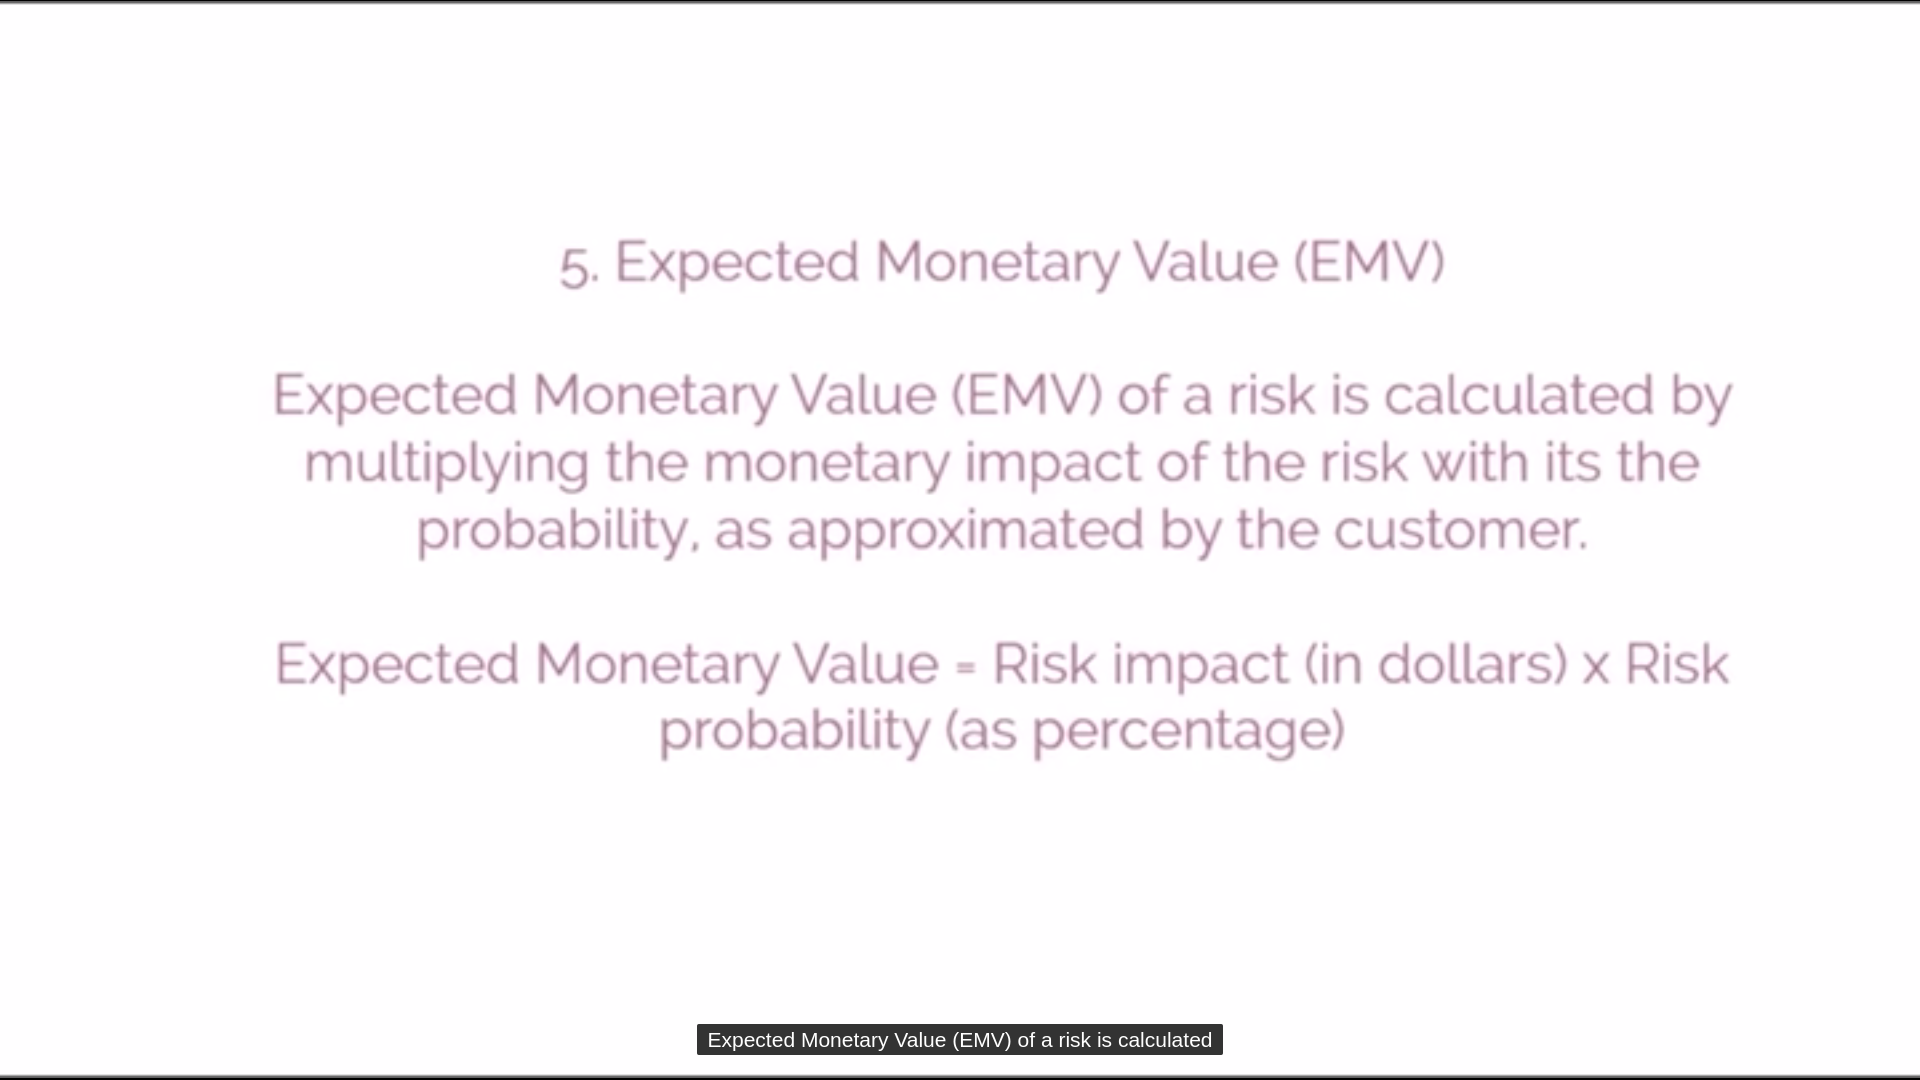 5. Expected Monetary Value (EMV)
Expected Monetary Value (EMV) of a risk is calculated by
multiplying the monetary impact of the risk with its the
probability, as approximated by the customer.
Expected Monetary Value = Risk impact (in dollars) x Risk
probability (as percentage)
Expected Monetary Value (EMV) of a risk is calculated